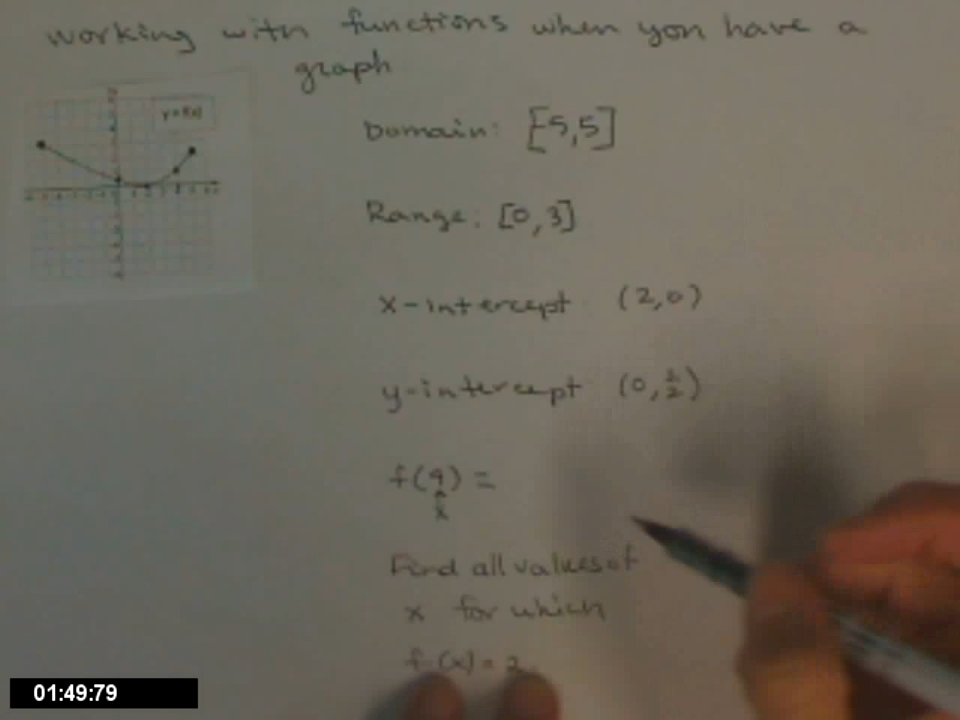 working with functions when you have a
graph
y=f(x)
Domain: [-5,5]
Range: [0,3]
x-intercept (2,0)
y-intercept (0,1/2)
f(4) =
x
Find all values of
x for which
f(x) = 2
01:49:79